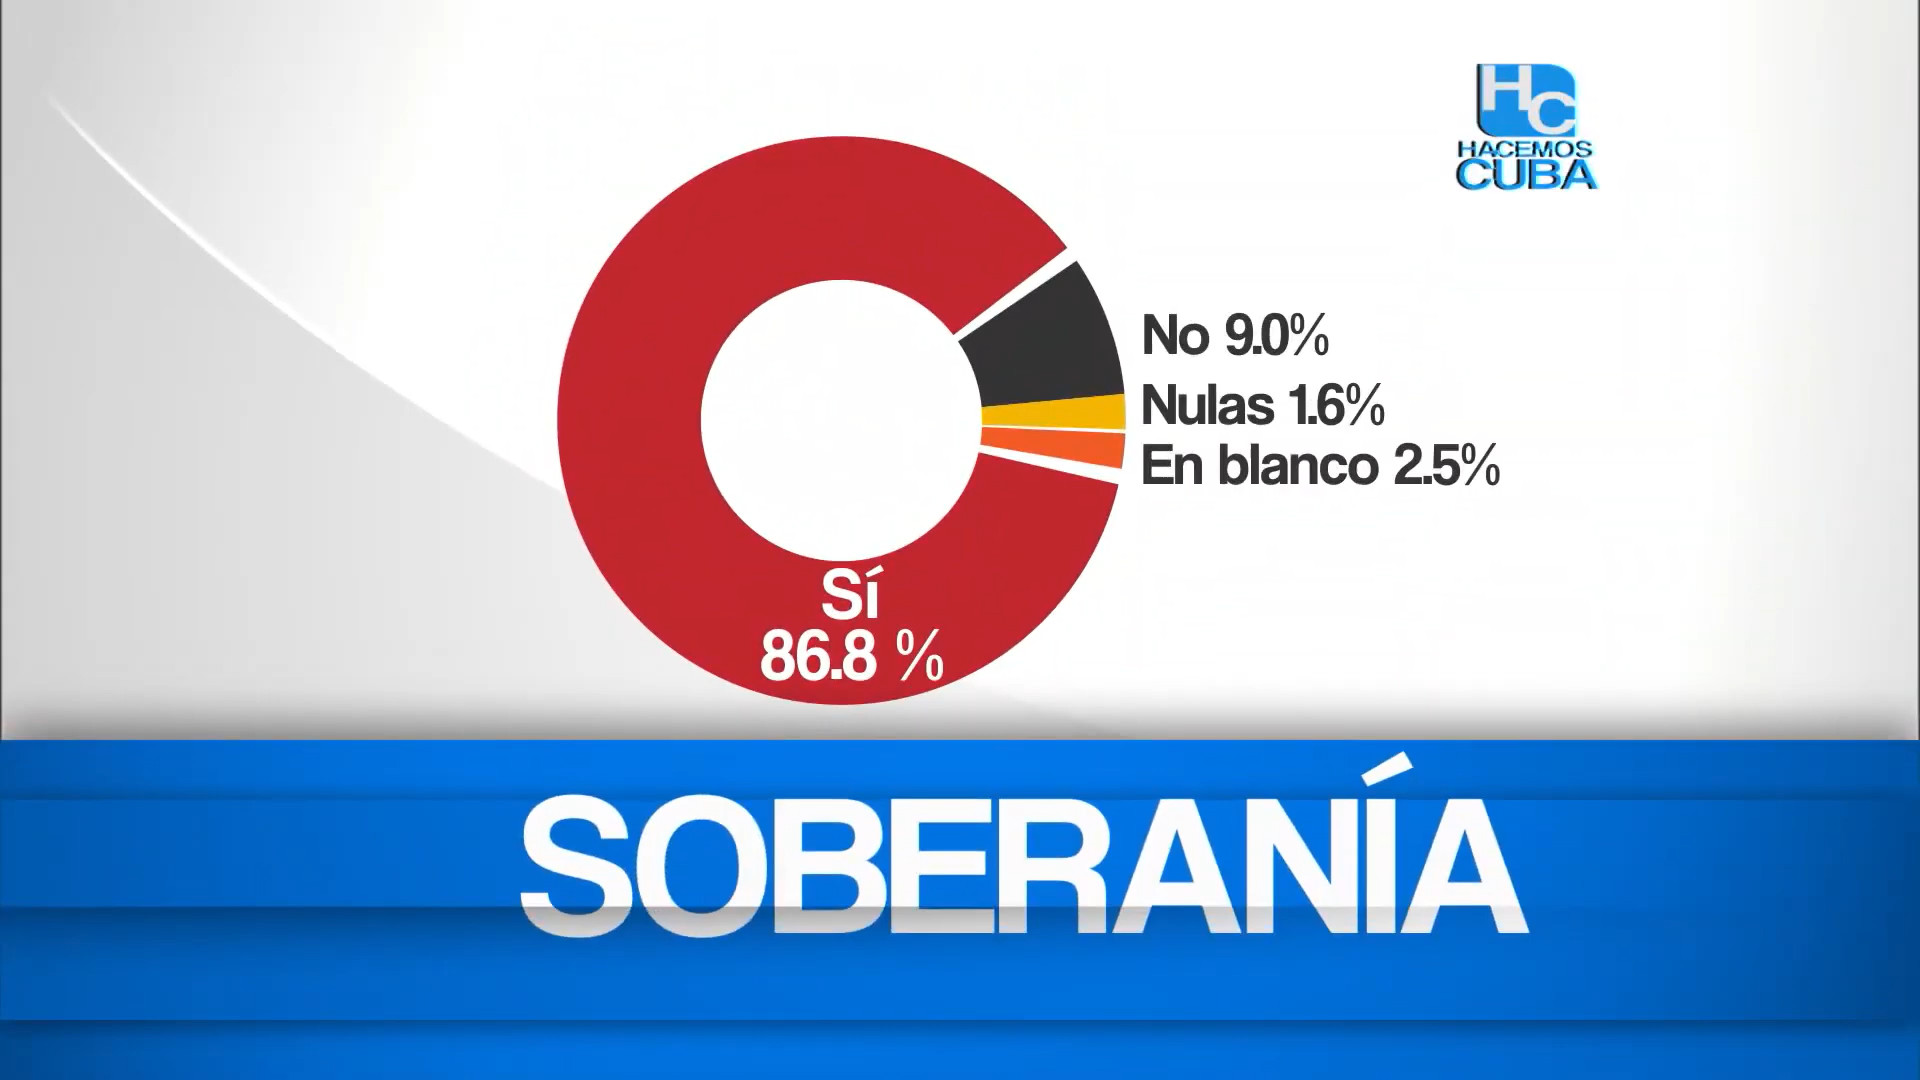 HC
HACEMOS
CUBA
No 9.0%
Nulas 1.6%
En blanco 2.5%
Sí
86.8 %
SOBERANÍA